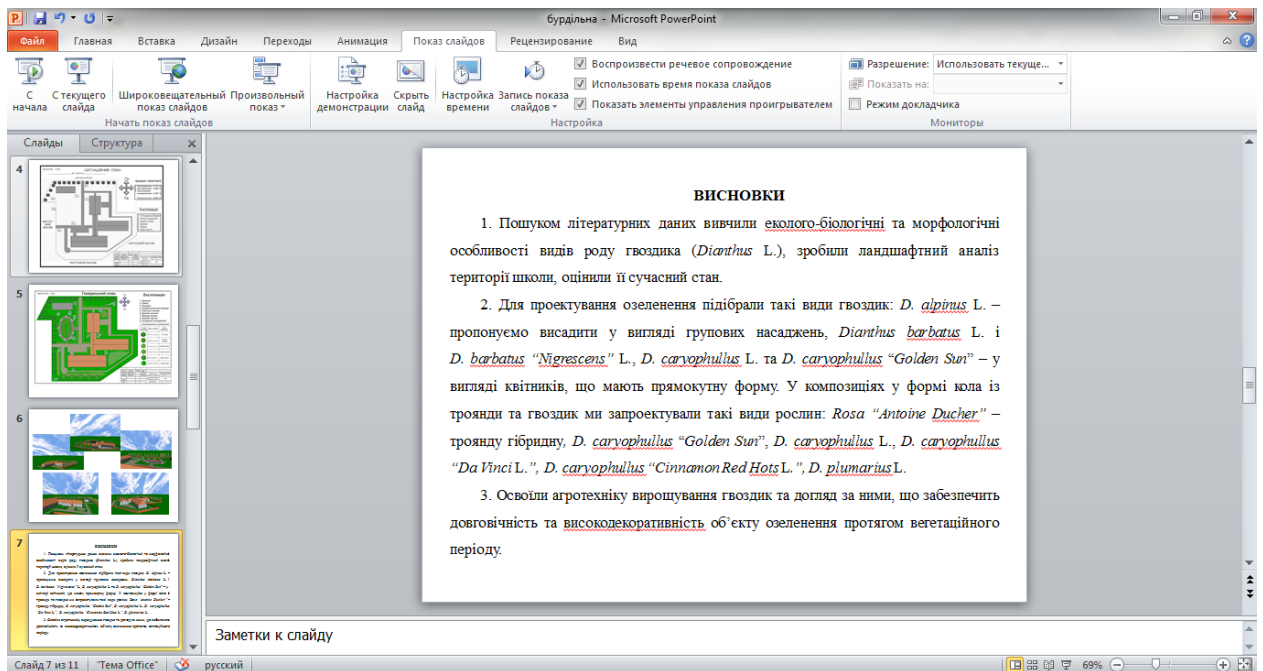 бурдільна - Microsoft PowerPoint
Файл Главная Вставка Дизайн Переходы Анимация Показ слайдов Рецензирование Вид
С начала
С текущего слайда
Широковещательный показ слайдов
Произвольный показ
Настройка демонстрации
Скрыть слайд
Настройка времени
Запись показа слайдов
Воспроизвести речевое сопровождение
Использовать время показа слайдов
Показать элементы управления проигрывателем
Разрешение: Использовать текуще...
Показать на:
Режим докладчика
Начать показ слайдов
Настройка
Мониторы
Слайды Структура
4
5
6
7
ВИСНОВКИ
1. Пошуком літературних даних вивчили еколого-біологічні та морфологічні
особливості видів роду гвоздика (Dianthus L.), зробили ландшафтний аналіз
території школи, оцінили її сучасний стан.
2. Для проектування озеленення підібрали такі види гвоздик: D. alpinus L. –
пропонуємо висадити у вигляді групових насаджень, Dianthus barbatus L. і
D. barbatus “Nigrescens” L., D. caryophullus L. та D. caryophullus “Golden Sun” – у
вигляді квітників, що мають прямокутну форму. У композиціях у формі кола із
троянди та гвоздик ми запроектували такі види рослин: Rosa “Antoine Ducher” –
троянду гібридну, D. caryophullus “Golden Sun”, D. caryophullus L., D. caryophullus
“Da Vinci L.”, D. caryophullus “Cinnamon Red Hots L.”, D. plumarius L.
3. Освоїли агротехніку вирощування гвоздик та догляд за ними, що забезпечить
довговічність та високодекоративність об’єкту озеленення протягом вегетаційного
періоду.
Заметки к слайду
Слайд 7 из 11 "Тема Office" русский 69%